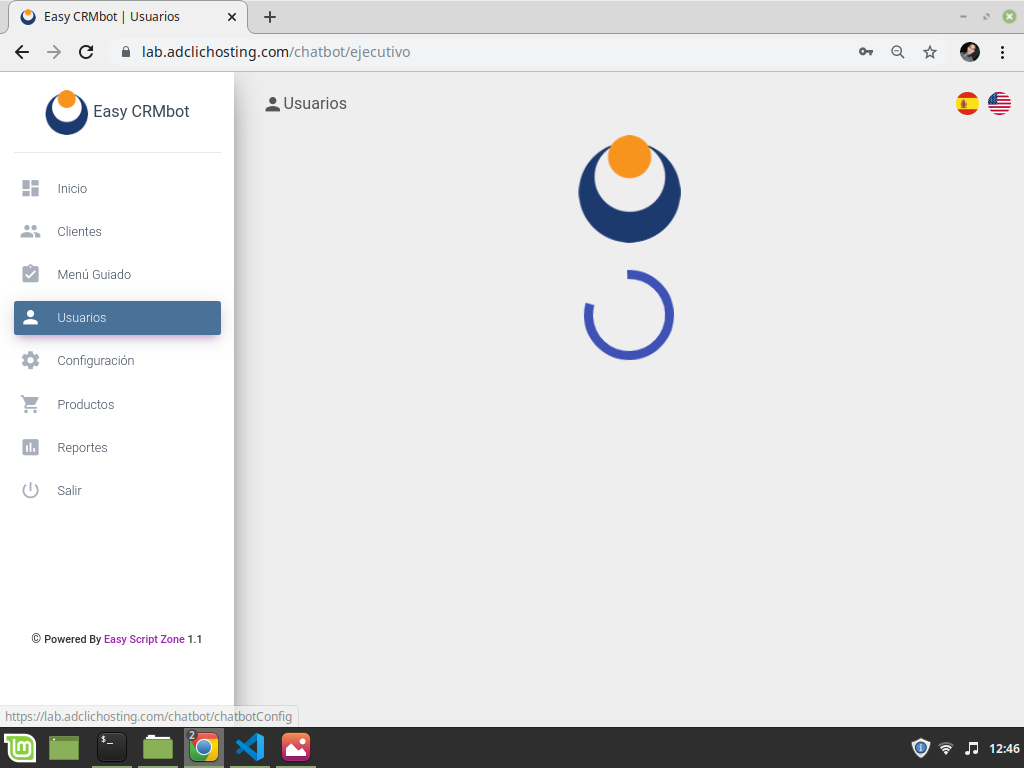 Easy CRMbot | Usuarios
lab.adclichosting.com/chatbot/ejecutivo
Easy CRMbot
Usuarios
Inicio
Clientes
Menú Guiado
Usuarios
Configuración
Productos
Reportes
Salir
© Powered By Easy Script Zone 1.1
https://lab.adclichosting.com/chatbot/chatbotConfig
2
12:46